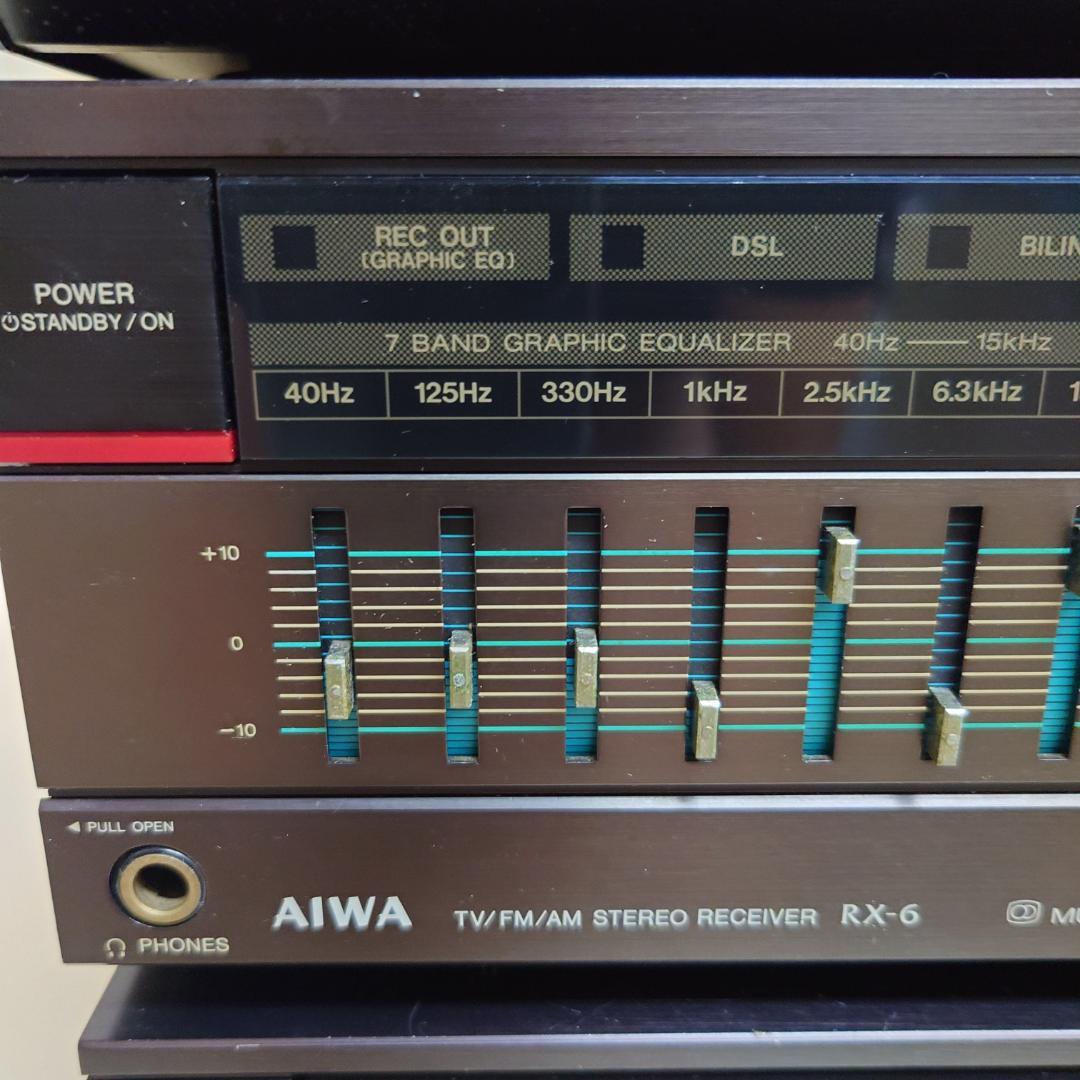 POWER
STANDBY/ON
REC OUT
(GRAPHIC EQ)
DSL
7 BAND GRAPHIC EQUALIZER 40Hz — 15kHz
40Hz 125Hz 330Hz 1kHz 2.5kHz 6.3kHz
+10
0
-10
◄ PULL OPEN
PHONES
AIWA TV/FM/AM STEREO RECEIVER RX-6